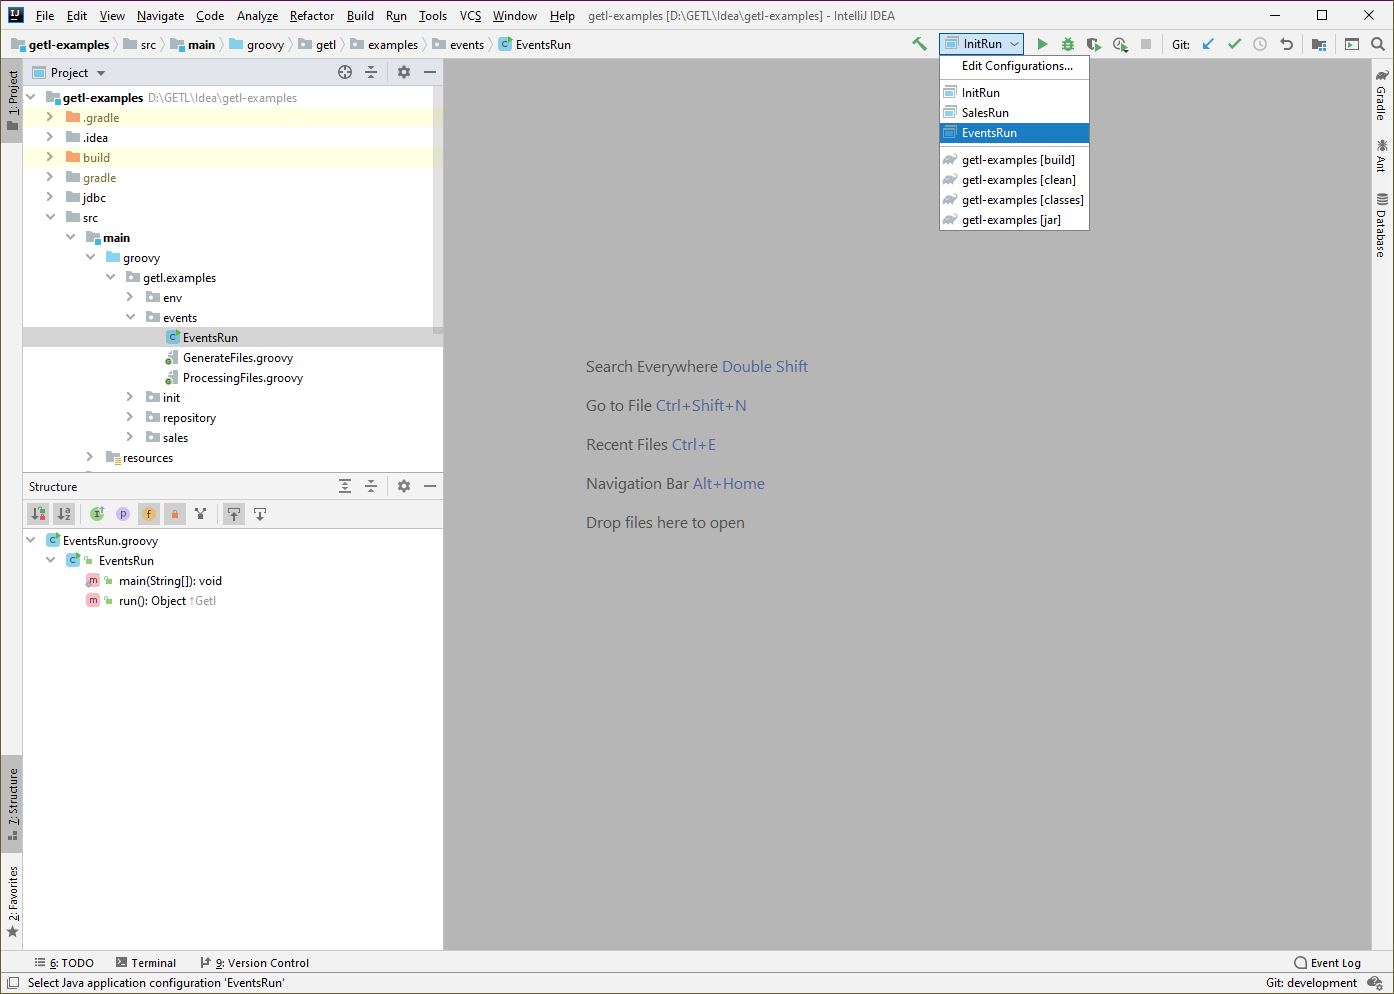 File Edit View Navigate Code Analyze Refactor Build Run Tools VCS Window Help getl-examples [D:\GETL\Idea\getl-examples] - IntelliJ IDEA
getl-examples src main groovy getl examples events EventsRun InitRun Git:
Edit Configurations...
InitRun
SalesRun
EventsRun
getl-examples [build]
getl-examples [clean]
getl-examples [classes]
getl-examples [jar]
1: Project
Project
getl-examples D:\GETL\Idea\getl-examples
.gradle
.idea
build
gradle
jdbc
src
main
groovy
getl.examples
env
events
EventsRun
GenerateFiles.groovy
ProcessingFiles.groovy
init
repository
sales
resources
Structure
EventsRun.groovy
EventsRun
main(String[]): void
run(): Object ↑Getl
Search Everywhere Double Shift
Go to File Ctrl+Shift+N
Recent Files Ctrl+E
Navigation Bar Alt+Home
Drop files here to open
Gradle
Ant
Database
7: Structure
2: Favorites
6: TODO Terminal 9: Version Control Event Log
Select Java application configuration 'EventsRun' Git: development